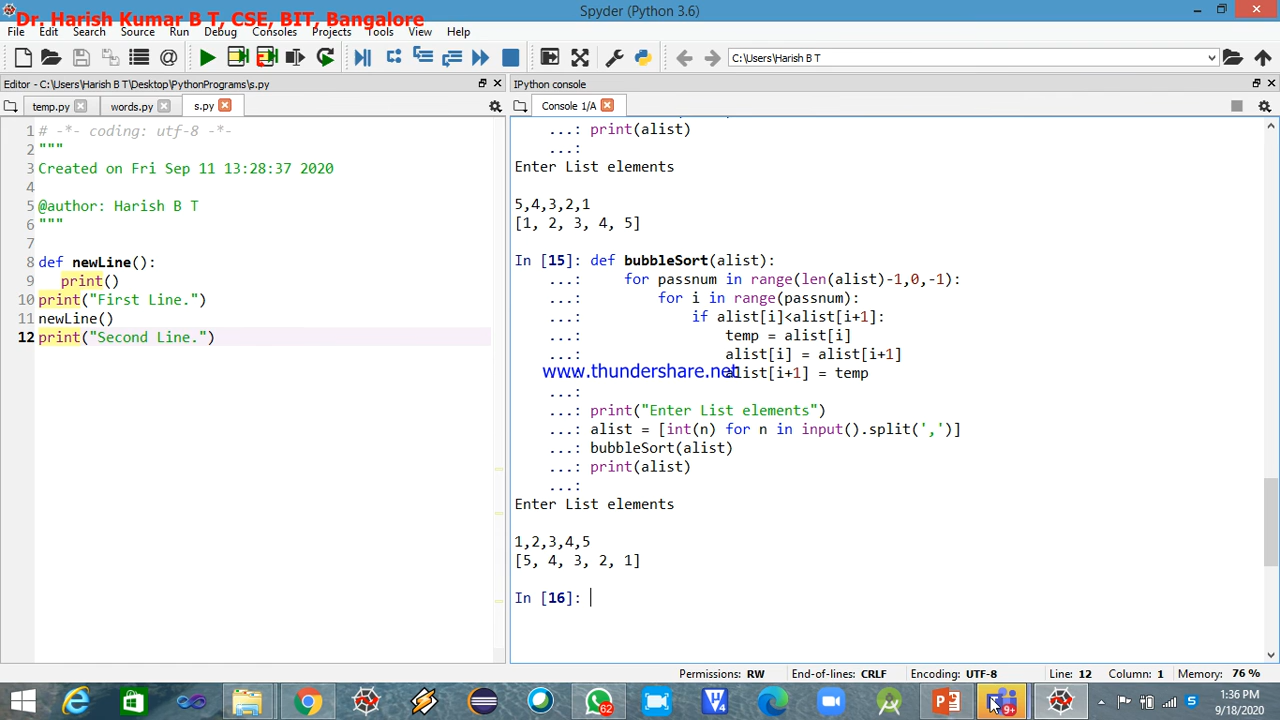 Dr. Harish Kumar B T, CSE, BIT, Bangalore
Spyder (Python 3.6)
File Edit Search Source Run Debug Consoles Projects Tools View Help
C:\Users\Harish B T
Editor - C:\Users\Harish B T\Desktop\PythonPrograms\s.py
temp.py words.py s.py
1 # -*- coding: utf-8 -*-
2 """
3 Created on Fri Sep 11 13:28:37 2020
4
5 @author: Harish B T
6 """
7
8 def newLine():
9 print()
10 print("First Line.")
11 newLine()
12 print("Second Line.")
IPython console
Console 1/A
...: print(alist)
...:
Enter List elements
5,4,3,2,1
[1, 2, 3, 4, 5]
In [15]: def bubbleSort(alist):
...: for passnum in range(len(alist)-1,0,-1):
...: for i in range(passnum):
...: if alist[i]<alist[i+1]:
...: temp = alist[i]
...: alist[i] = alist[i+1]
www.thundershare.net
...: alist[i+1] = temp
...:
...: print("Enter List elements")
...: alist = [int(n) for n in input().split(',')]
...: bubbleSort(alist)
...: print(alist)
...:
Enter List elements
1,2,3,4,5
[5, 4, 3, 2, 1]
In [16]:
Permissions: RW End-of-lines: CRLF Encoding: UTF-8 Line: 12 Column: 1 Memory: 76 %
62
9+
1:36 PM
9/18/2020